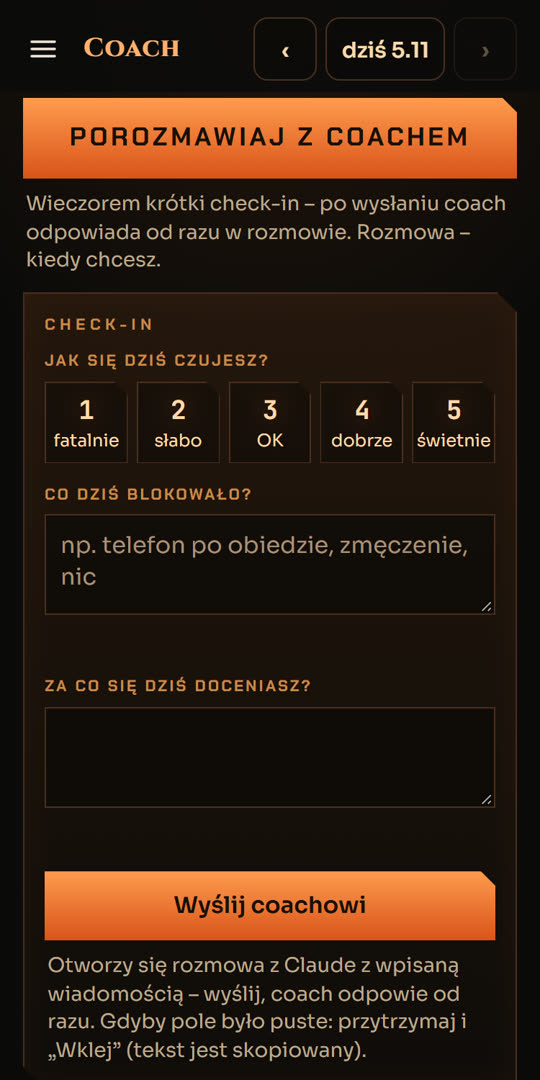 COACH
‹
dziś 5.11
›
POROZMAWIAJ Z COACHEM
Wieczorem krótki check-in – po wysłaniu coach
odpowiada od razu w rozmowie. Rozmowa –
kiedy chcesz.
CHECK-IN
JAK SIĘ DZIŚ CZUJESZ?
1 2 3 4 5
fatalnie słabo OK dobrze świetnie
CO DZIŚ BLOKOWAŁO?
np. telefon po obiedzie, zmęczenie,
nic
ZA CO SIĘ DZIŚ DOCENIASZ?
Wyślij coachowi
Otworzy się rozmowa z Claude z wpisaną
wiadomością – wyślij, coach odpowie od
razu. Gdyby pole było puste: przytrzymaj i
„Wklej” (tekst jest skopiowany).